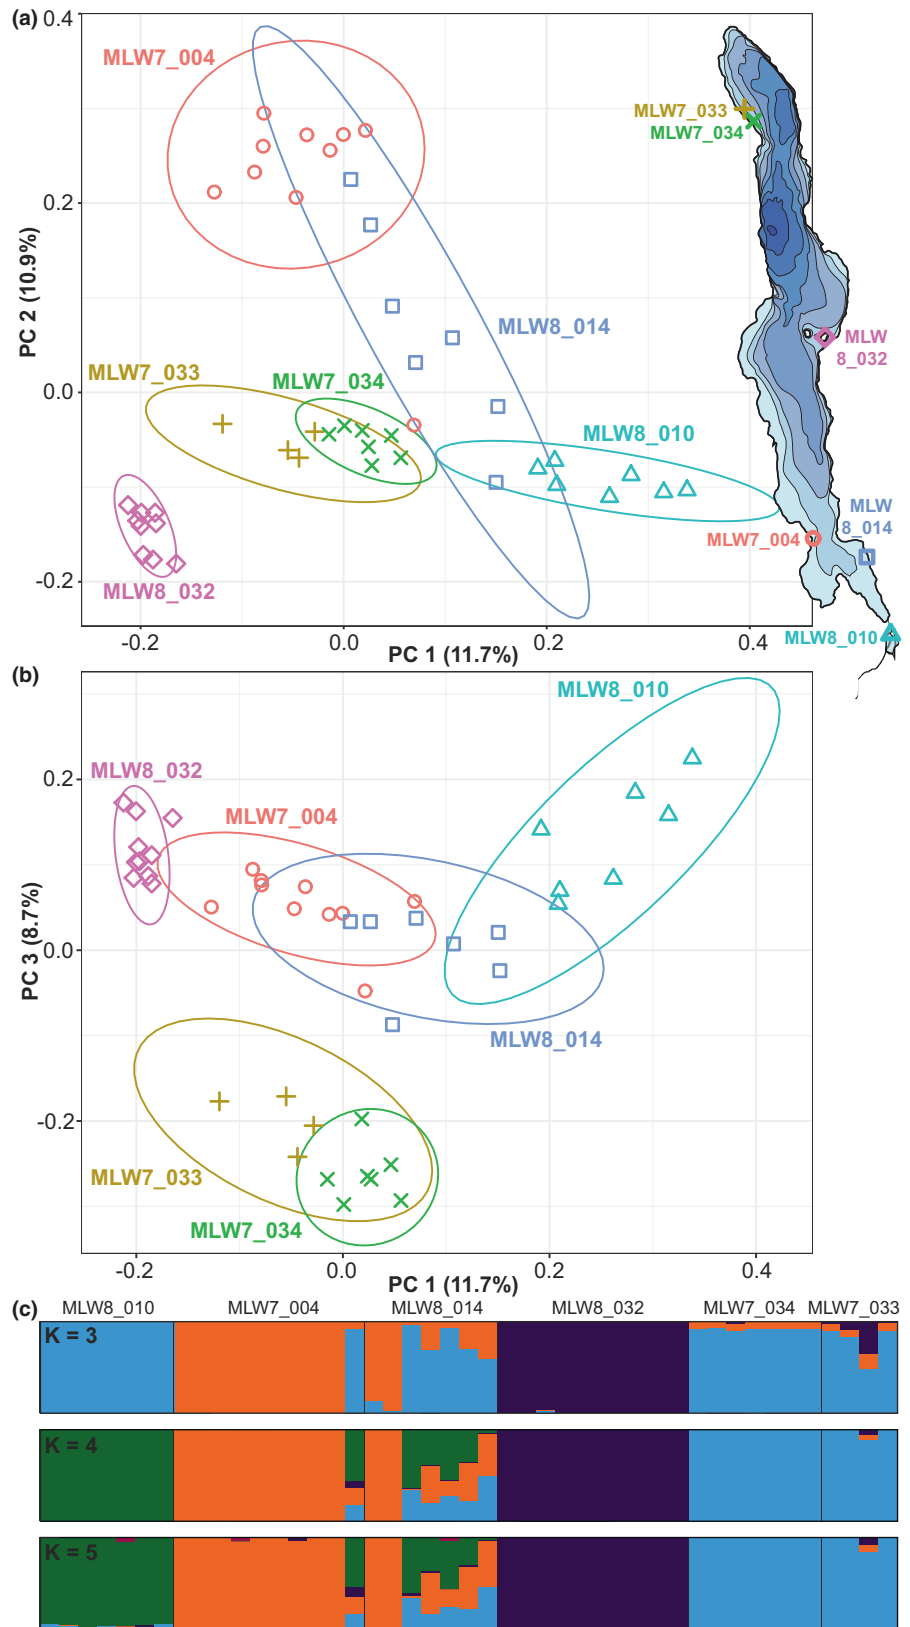 (a)
0.4
0.2
0.0
-0.2
PC 2 (10.9%)
MLW7_004
MLW8_014
MLW7_033
MLW7_034
MLW8_010
MLW8_032
MLW7_033
MLW7_034
MLW
8_032
MLW
8_014
MLW7_004
MLW8_010
-0.2
0.0
0.2
0.4
PC 1 (11.7%)
(b)
0.2
0.0
-0.2
PC 3 (8.7%)
MLW8_010
MLW8_032
MLW7_004
MLW8_014
MLW7_033
MLW7_034
-0.2
0.0
0.2
0.4
PC 1 (11.7%)
(c)
MLW8_010
MLW7_004
MLW8_014
MLW8_032
MLW7_034
MLW7_033
K = 3
K = 4
K = 5